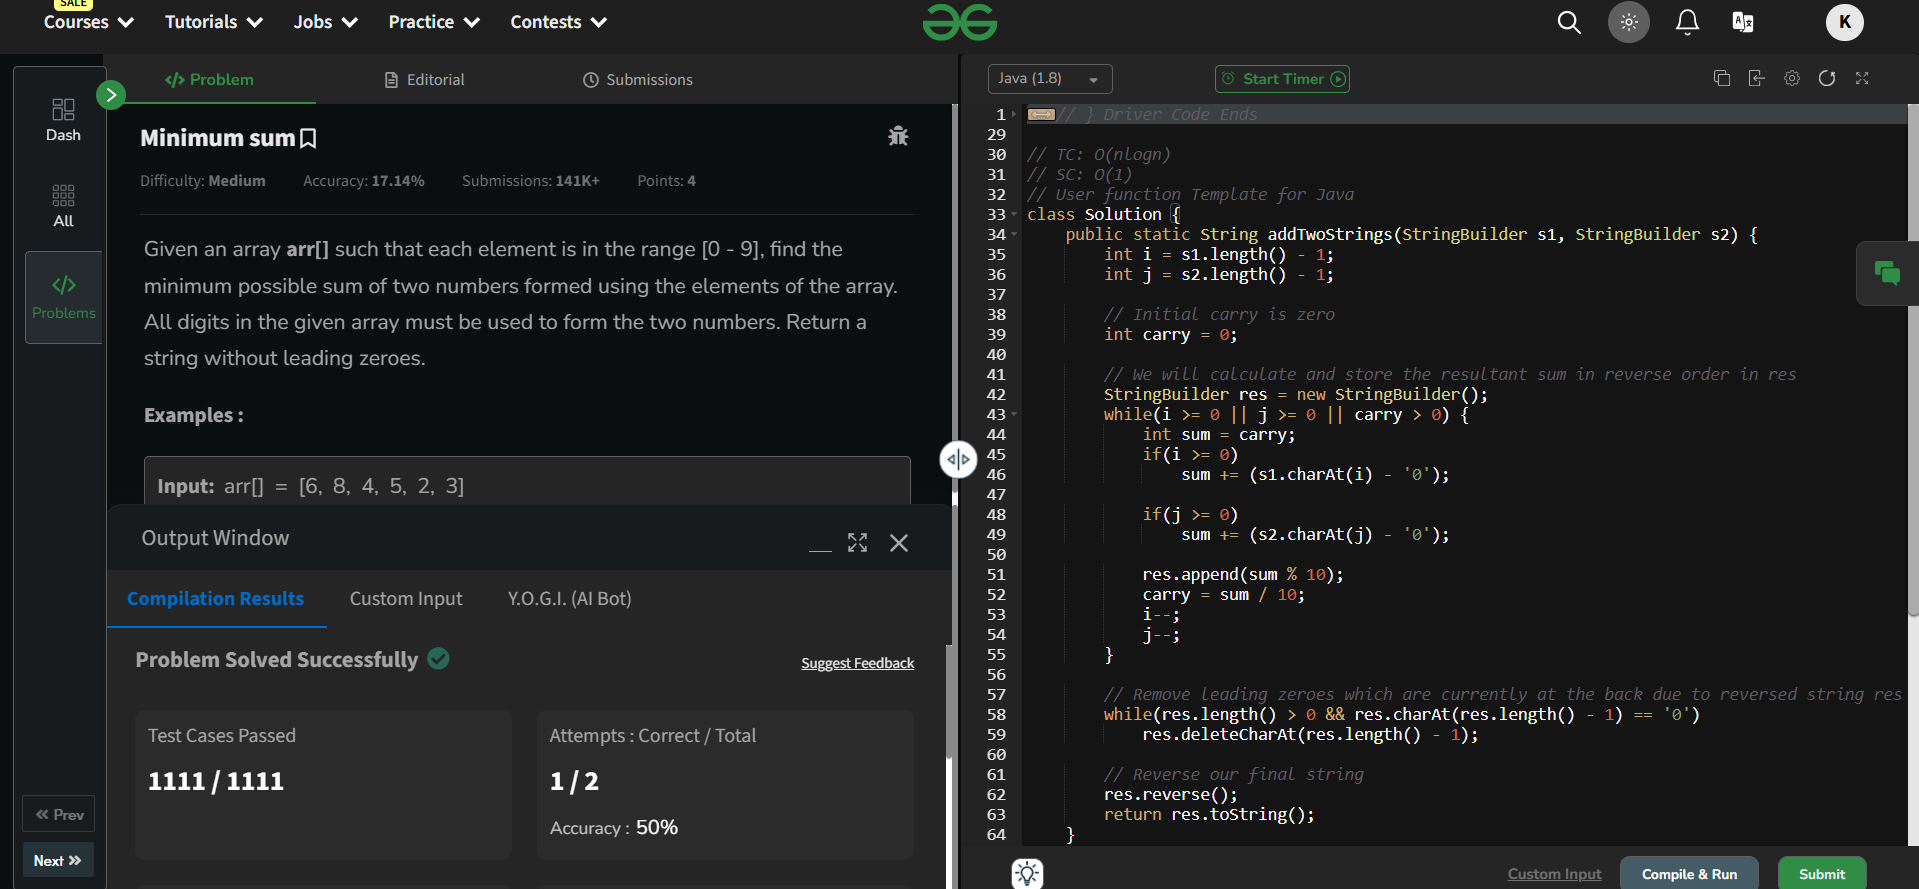 SALE
Courses
Tutorials
Jobs
Practice
Contests
K
Dash
All
Problems
Prev
Next
Problem
Editorial
Submissions
Minimum sum
Difficulty: Medium Accuracy: 17.14% Submissions: 141K+ Points: 4
Given an array arr[] such that each element is in the range [0 - 9], find the
minimum possible sum of two numbers formed using the elements of the array.
All digits in the given array must be used to form the two numbers. Return a
string without leading zeroes.
Examples :
Input: arr[] = [6, 8, 4, 5, 2, 3]
Output Window
Compilation Results
Custom Input
Y.O.G.I. (AI Bot)
Problem Solved Successfully
Suggest Feedback
Test Cases Passed
1111 / 1111
Attempts : Correct / Total
1 / 2
Accuracy : 50%
Java (1.8)
Start Timer
1 // } Driver Code Ends
29
30 // TC: O(nlogn)
31 // SC: O(1)
32 // User function Template for Java
33 class Solution {
34     public static String addTwoStrings(StringBuilder s1, StringBuilder s2) {
35         int i = s1.length() - 1;
36         int j = s2.length() - 1;
37
38         // Initial carry is zero
39         int carry = 0;
40
41         // We will calculate and store the resultant sum in reverse order in res
42         StringBuilder res = new StringBuilder();
43         while(i >= 0 || j >= 0 || carry > 0) {
44             int sum = carry;
45             if(i >= 0)
46                 sum += (s1.charAt(i) - '0');
47
48             if(j >= 0)
49                 sum += (s2.charAt(j) - '0');
50
51             res.append(sum % 10);
52             carry = sum / 10;
53             i--;
54             j--;
55         }
56
57         // Remove leading zeroes which are currently at the back due to reversed string res
58         while(res.length() > 0 && res.charAt(res.length() - 1) == '0')
59             res.deleteCharAt(res.length() - 1);
60
61         // Reverse our final string
62         res.reverse();
63         return res.toString();
64     }
Custom Input
Compile & Run
Submit